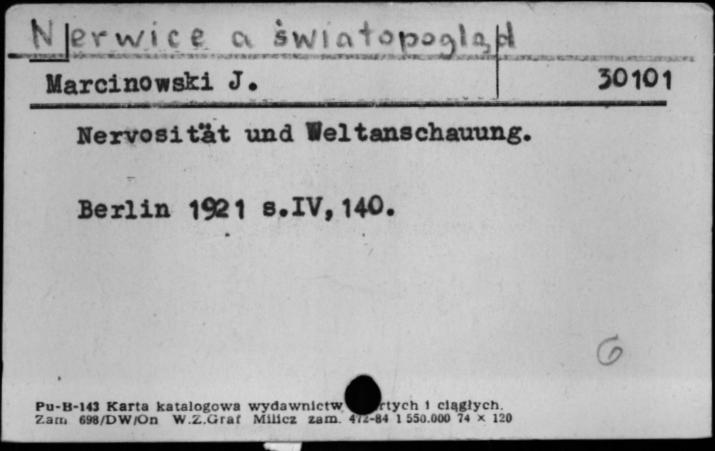 Nerwice a światopogląd
Marcinowski J. 30101
Nervosität und Weltanschauung.
Berlin 1921 s.IV,140.
6
Pu-B-143 Karta katalogowa wydawnictw rtych i ciągłych.
Zam 698/DW/On W.Z.Graf Milicz zam. 472-84 1 550.000 74 × 120